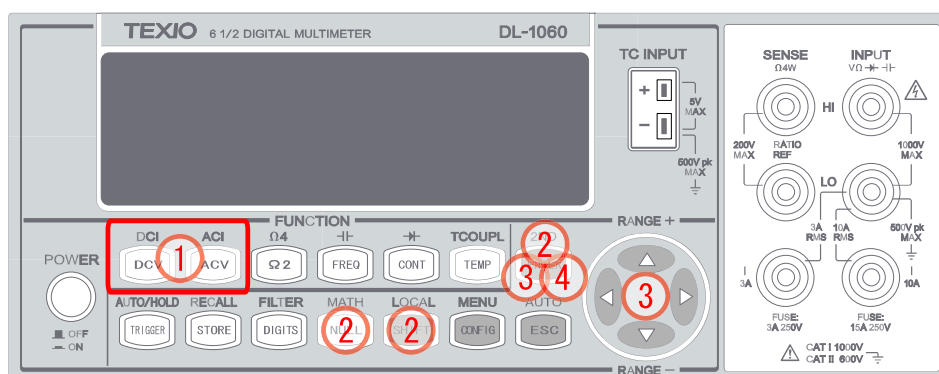 TEXIO 6 1/2 DIGITAL MULTIMETER DL-1060
TC INPUT
+
−
5V
MAX
500V pk
MAX
SENSE
Ω4W
INPUT
VΩ
HI
200V
MAX
RATIO
REF
1000V
MAX
LO
3A
RMS
10A
RMS
500V pk
MAX
3A
10A
FUSE:
3A 250V
FUSE:
15A 250V
CAT I 1000V
CAT II 600V
FUNCTION
RANGE +
POWER
OFF
ON
DCI ACI Ω4 TCOUPL
DCV 1 ACV Ω2 FREQ CONT TEMP
2
3 4
3
AUTO/HOLD RECALL FILTER MATH LOCAL MENU AUTO
TRIGGER STORE DIGITS NULL 2 SHIFT 2 CONFIG ESC
RANGE −